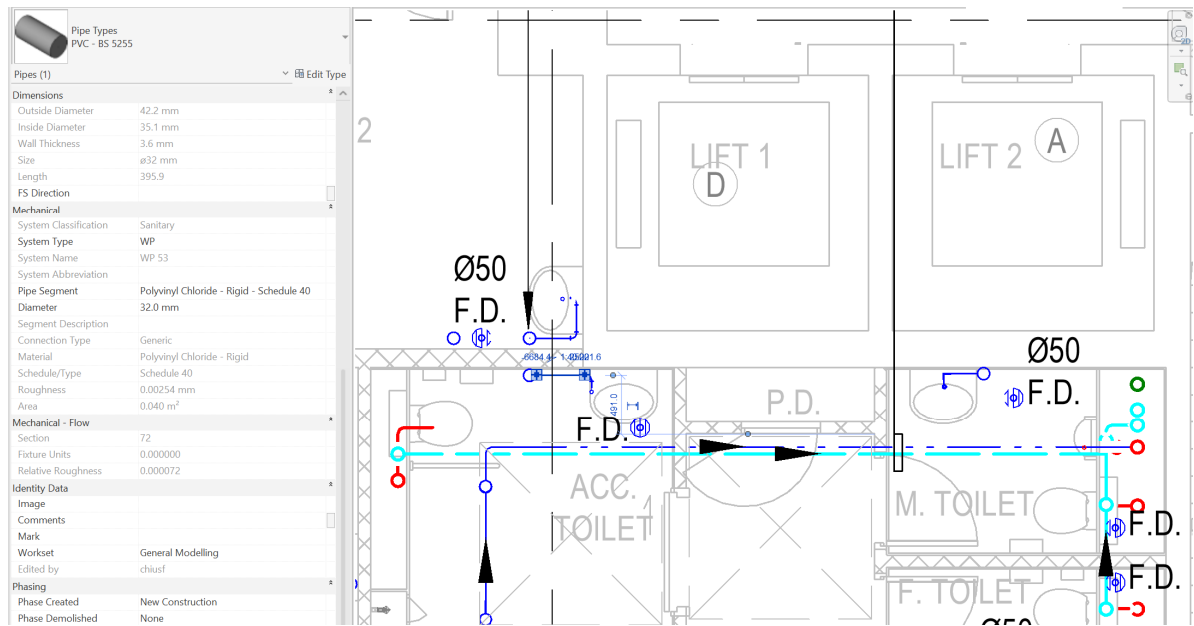 Pipe Types
PVC - BS 5255
Pipes (1)
Edit Type
Dimensions
Outside Diameter 42.2 mm
Inside Diameter 35.1 mm
Wall Thickness 3.6 mm
Size ø32 mm
Length 395.9
FS Direction
Mechanical
System Classification Sanitary
System Type WP
System Name WP 53
System Abbreviation
Pipe Segment Polyvinyl Chloride - Rigid - Schedule 40
Diameter 32.0 mm
Segment Description
Connection Type Generic
Material Polyvinyl Chloride - Rigid
Schedule/Type Schedule 40
Roughness 0.00254 mm
Area 0.040 m²
Mechanical - Flow
Section 72
Fixture Units 0.000000
Relative Roughness 0.000072
Identity Data
Image
Comments
Mark
Workset General Modelling
Edited by chiusf
Phasing
Phase Created New Construction
Phase Demolished None
2
LIFT 1
D
LIFT 2
A
2D
Ø50
F.D.
491.0
F.D.
P.D.
Ø50
F.D.
ACC.
TOILET
M. TOILET
F.D.
F. TOILET
F.D.
Ø50